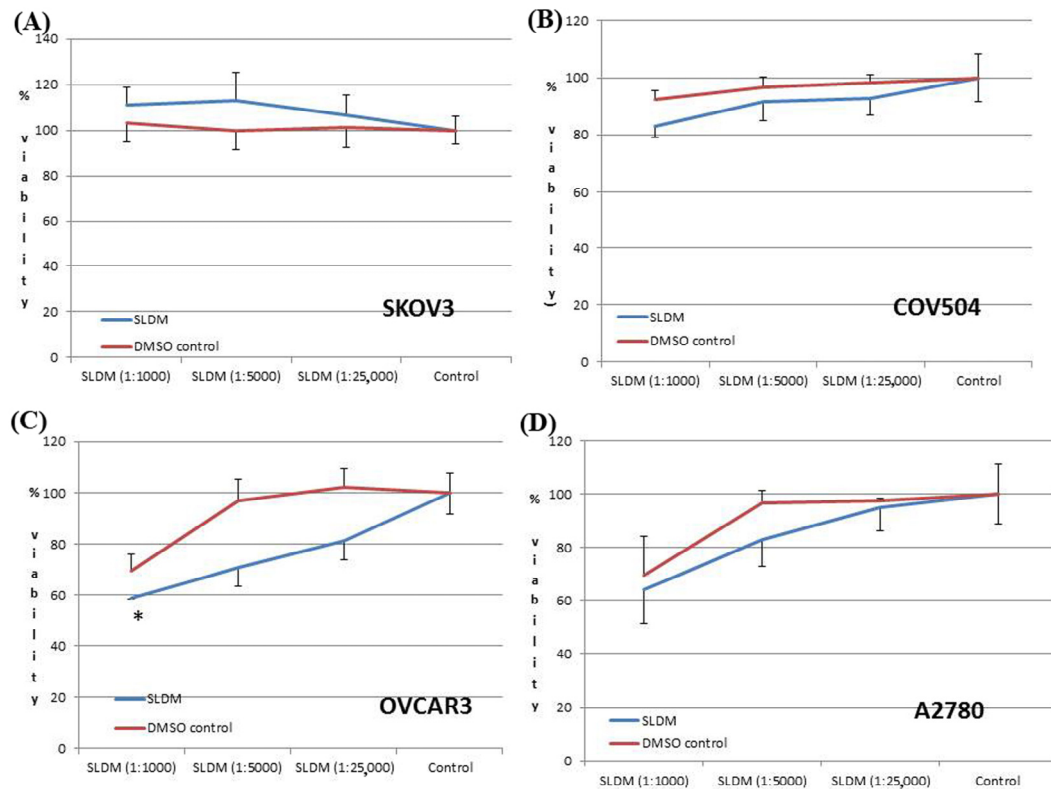 (A)
140
120
100
80
60
40
20
0
% viability
SLDM
DMSO control
SKOV3
SLDM (1:1000) SLDM (1:5000) SLDM (1:25,000) Control
(B)
120
100
80
60
40
20
0
% viability)
SLDM
DMSO control
COV504
SLDM (1:1000) SLDM (1:5000) SLDM (1:25,000) Control
(C)
120
100
80
60
40
20
0
% viability
*
SLDM
DMSO control
OVCAR3
SLDM (1:1000) SLDM (1:5000) SLDM (1:25,000) Control
(D)
120
100
80
60
40
20
0
% viability
SLDM
DMSO control
A2780
SLDM (1:1000) SLDM (1:5000) SLDM (1:25,000) Control